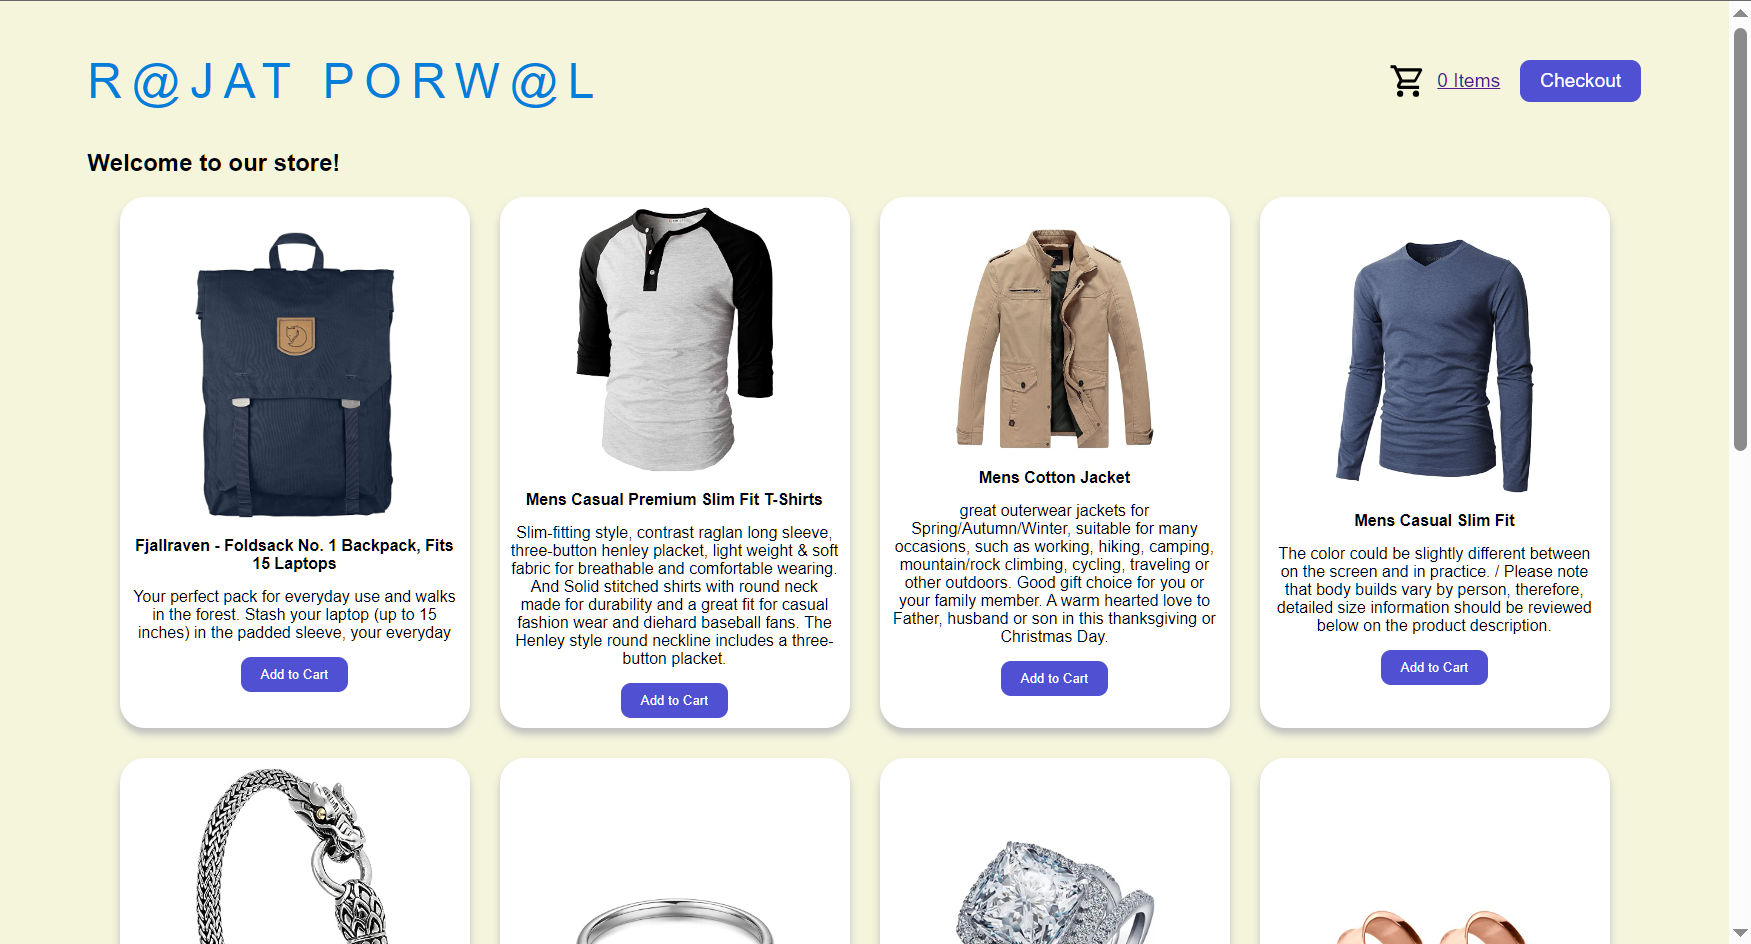 R@JAT PORW@L
0 Items
Checkout
Welcome to our store!
Fjallraven - Foldsack No. 1 Backpack, Fits
15 Laptops
Your perfect pack for everyday use and walks
in the forest. Stash your laptop (up to 15
inches) in the padded sleeve, your everyday
Add to Cart
Mens Casual Premium Slim Fit T-Shirts
Slim-fitting style, contrast raglan long sleeve,
three-button henley placket, light weight & soft
fabric for breathable and comfortable wearing.
And Solid stitched shirts with round neck
made for durability and a great fit for casual
fashion wear and diehard baseball fans. The
Henley style round neckline includes a three-
button placket.
Add to Cart
Mens Cotton Jacket
great outerwear jackets for
Spring/Autumn/Winter, suitable for many
occasions, such as working, hiking, camping,
mountain/rock climbing, cycling, traveling or
other outdoors. Good gift choice for you or
your family member. A warm hearted love to
Father, husband or son in this thanksgiving or
Christmas Day.
Add to Cart
Mens Casual Slim Fit
The color could be slightly different between
on the screen and in practice. / Please note
that body builds vary by person, therefore,
detailed size information should be reviewed
below on the product description.
Add to Cart